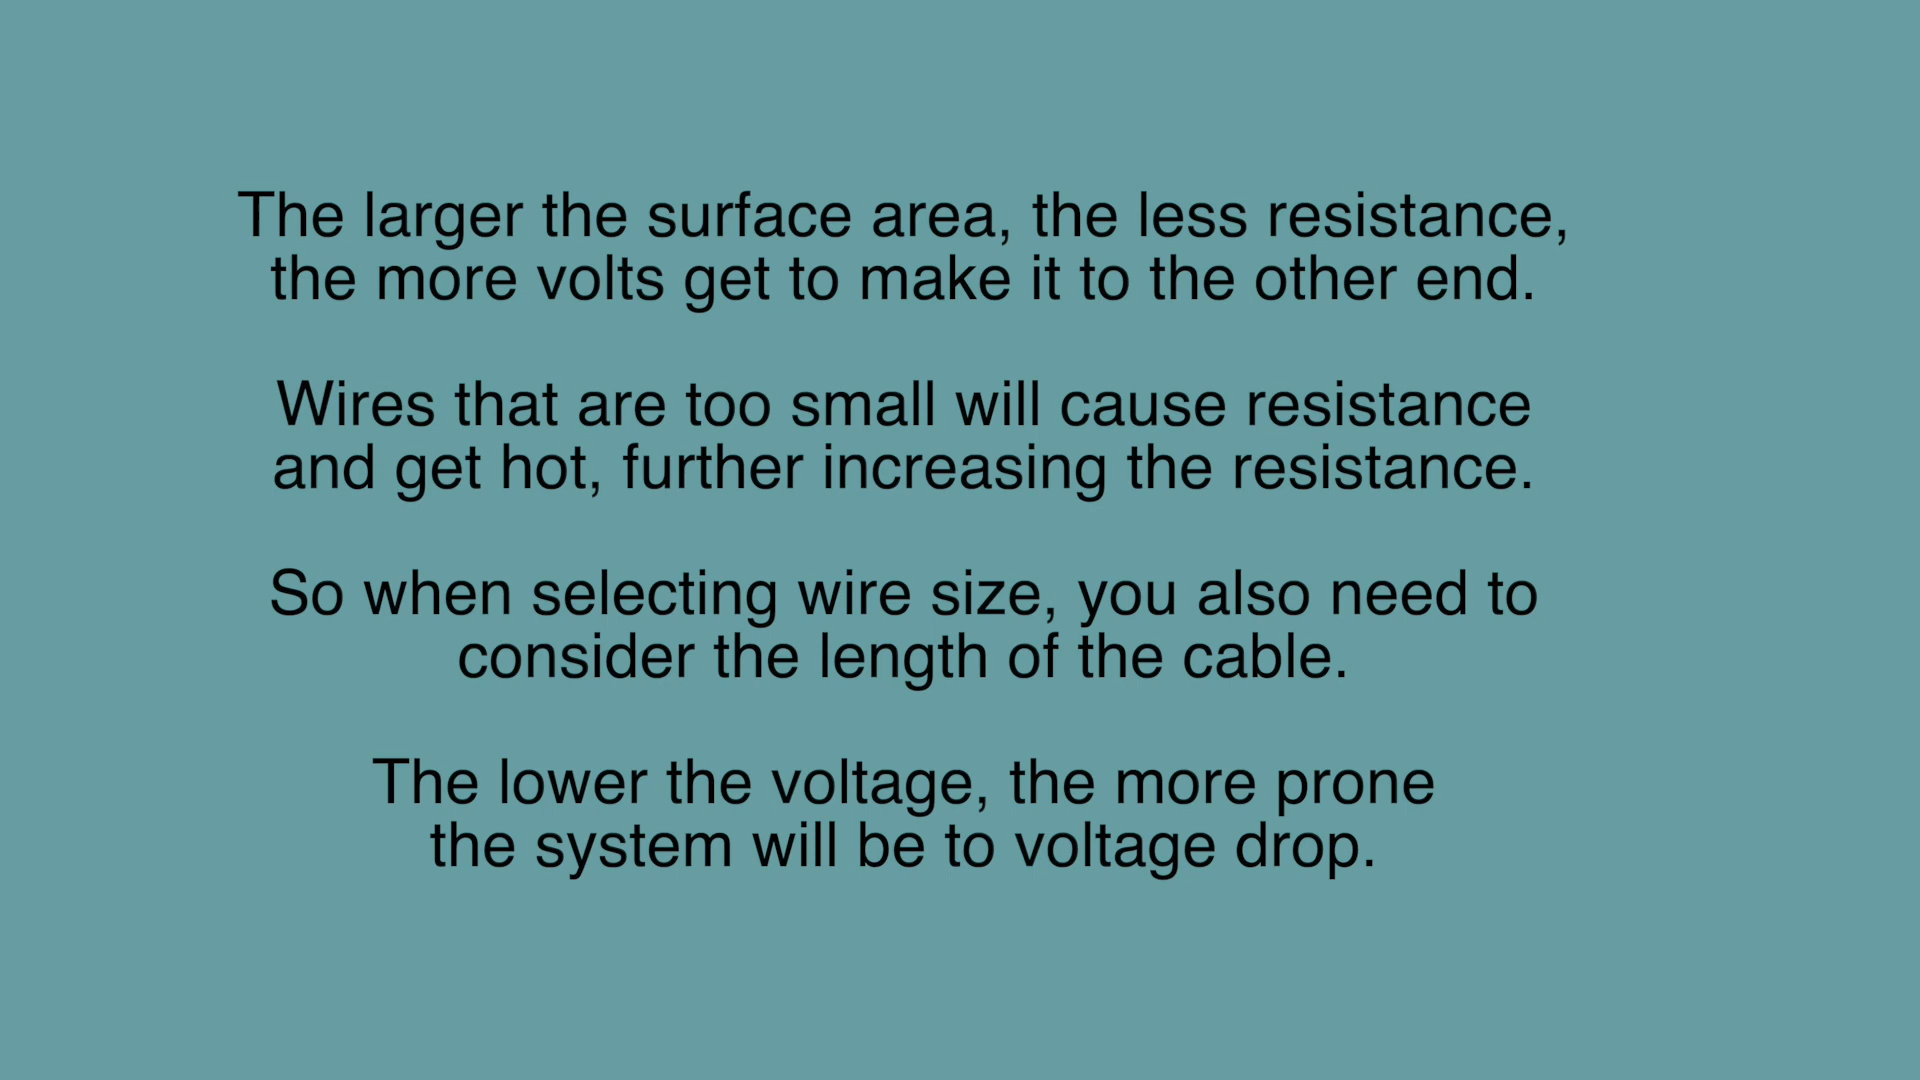 The larger the surface area, the less resistance,
the more volts get to make it to the other end.
Wires that are too small will cause resistance
and get hot, further increasing the resistance.
So when selecting wire size, you also need to
consider the length of the cable.
The lower the voltage, the more prone
the system will be to voltage drop.